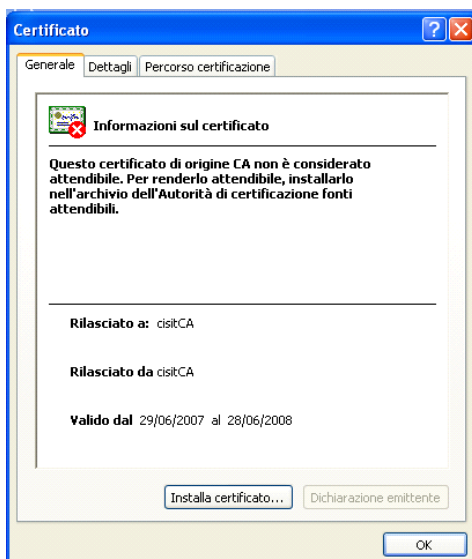 Certificato
Generale Dettagli Percorso certificazione
Informazioni sul certificato
Questo certificato di origine CA non è considerato
attendibile. Per renderlo attendibile, installarlo
nell'archivio dell'Autorità di certificazione fonti
attendibili.
Rilasciato a: cisitCA
Rilasciato da cisitCA
Valido dal 29/06/2007 al 28/06/2008
Installa certificato... Dichiarazione emittente
OK